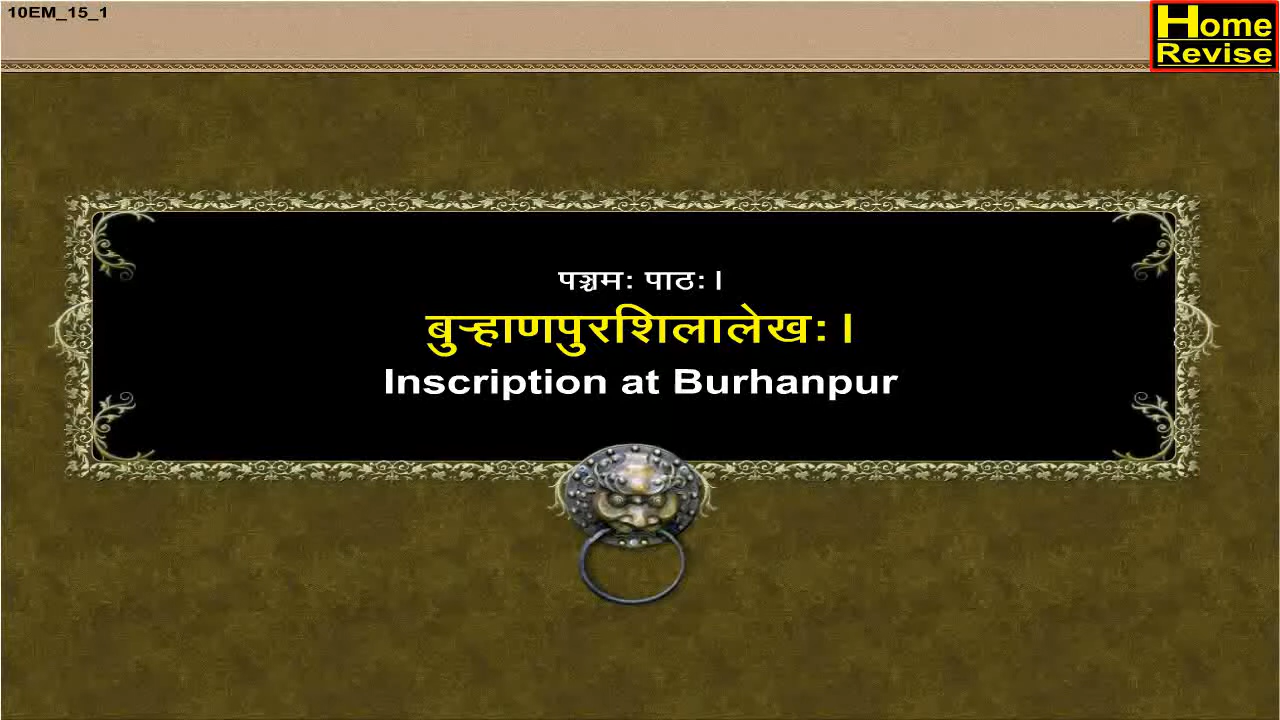 10EM_15_1
Home
Revise
पञ्चमः पाठः।
बुऱ्हाणपुरशिलालेखः।
Inscription at Burhanpur